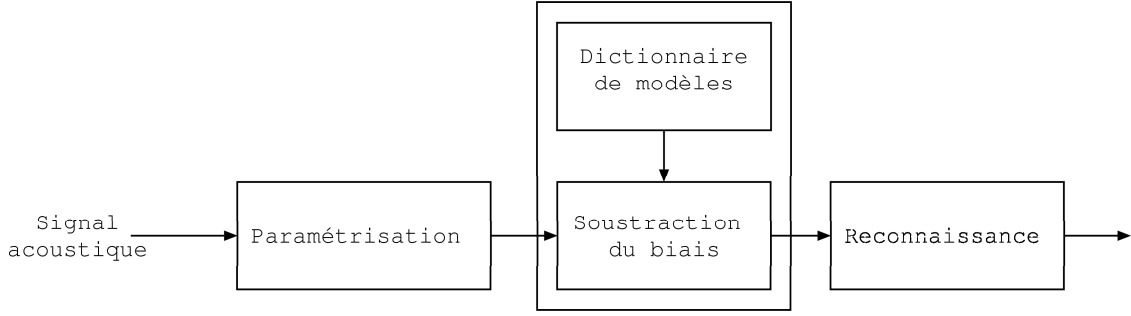 Dictionnaire
de modèles
Signal
acoustique
Paramétrisation
Soustraction
du biais
Reconnaissance